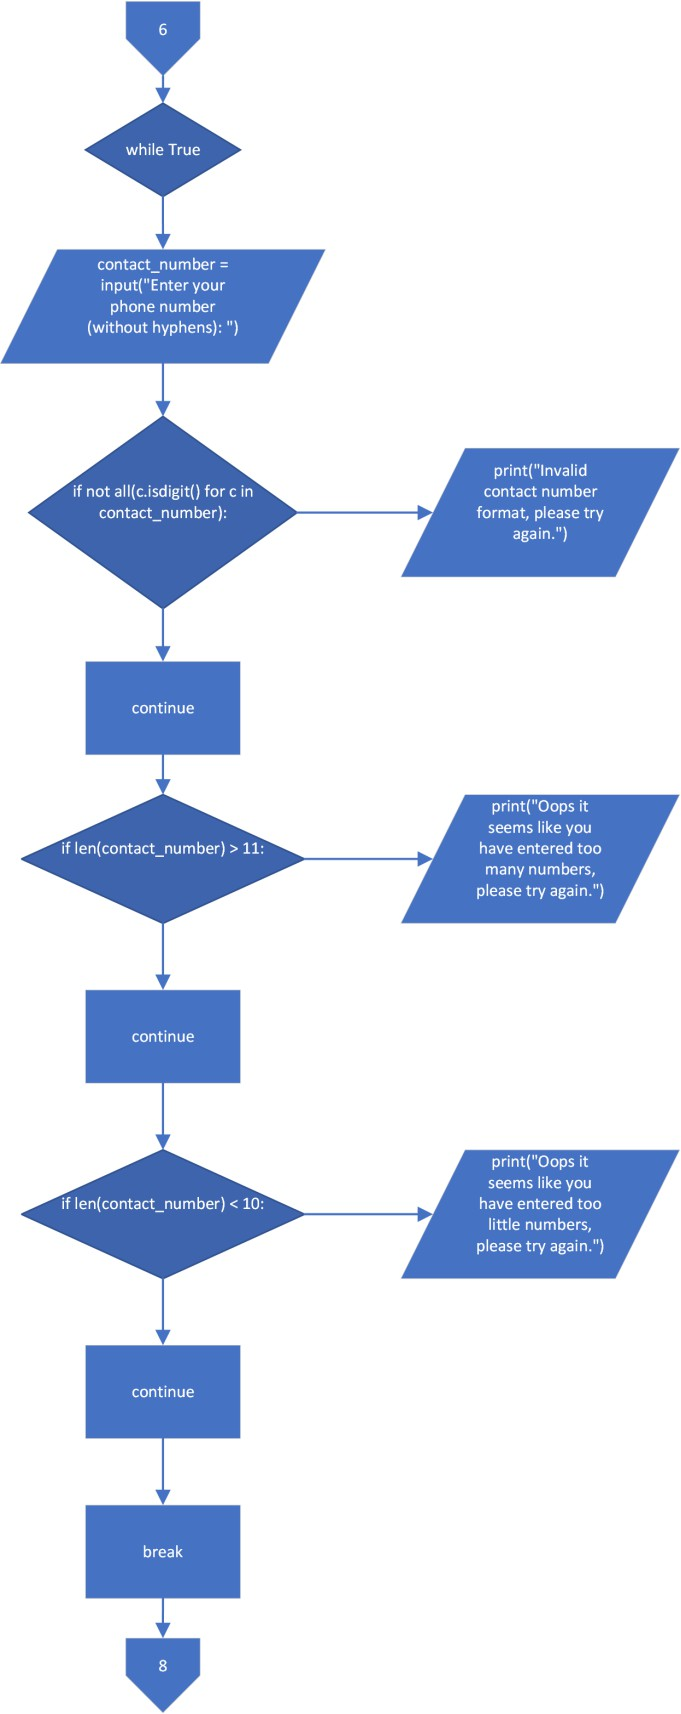 6
while True
contact_number =
input("Enter your
phone number
(without hyphens): ")
if not all(c.isdigit() for c in
contact_number):
print("Invalid
contact number
format, please try
again.")
continue
if len(contact_number) > 11:
print("Oops it
seems like you
have entered too
many numbers,
please try again.")
continue
if len(contact_number) < 10:
print("Oops it
seems like you
have entered too
little numbers,
please try again.")
continue
break
8